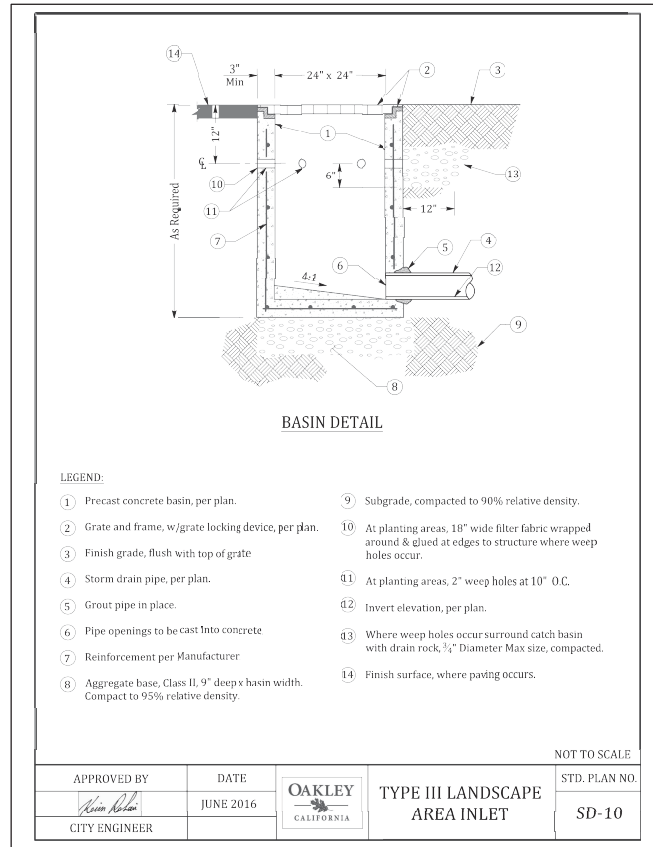 14
3"
Min
24" x 24"
2
3
12"
1
℄
6"
13
10
11
12"
As Required
7
6
5
4
4:1
12
9
8
BASIN DETAIL
LEGEND:
1 Precast concrete basin, per plan.
2 Grate and frame, w/grate locking device, per plan.
3 Finish grade, flush with top of grate
4 Storm drain pipe, per plan.
5 Grout pipe in place.
6 Pipe openings to be cast into concrete
7 Reinforcement per Manufacturer
8 Aggregate base, Class II, 9" deep x basin width.
Compact to 95% relative density.
9 Subgrade, compacted to 90% relative density.
10 At planting areas, 18" wide filter fabric wrapped
around & glued at edges to structure where weep
holes occur.
11 At planting areas, 2" weep holes at 10" O.C.
12 Invert elevation, per plan.
13 Where weep holes occur surround catch basin
with drain rock, 3/4" Diameter Max size, compacted.
14 Finish surface, where paving occurs.
NOT TO SCALE
APPROVED BY
CITY ENGINEER
DATE
JUNE 2016
OAKLEY
CALIFORNIA
TYPE III LANDSCAPE
AREA INLET
STD. PLAN NO.
SD-10